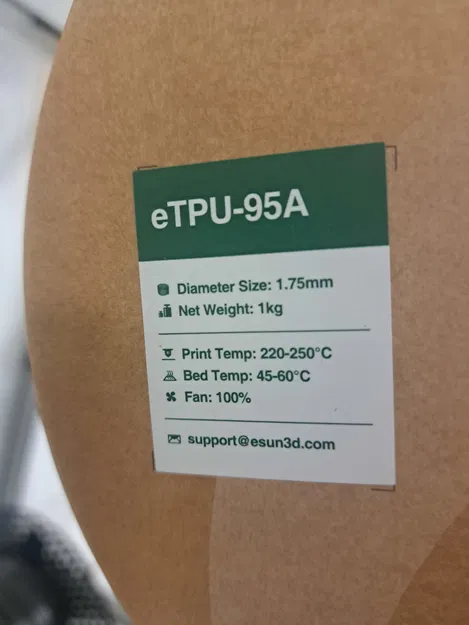 eTPU-95A
Diameter Size: 1.75mm
Net Weight: 1kg
Print Temp: 220-250°C
Bed Temp: 45-60°C
Fan: 100%
support@esun3d.com